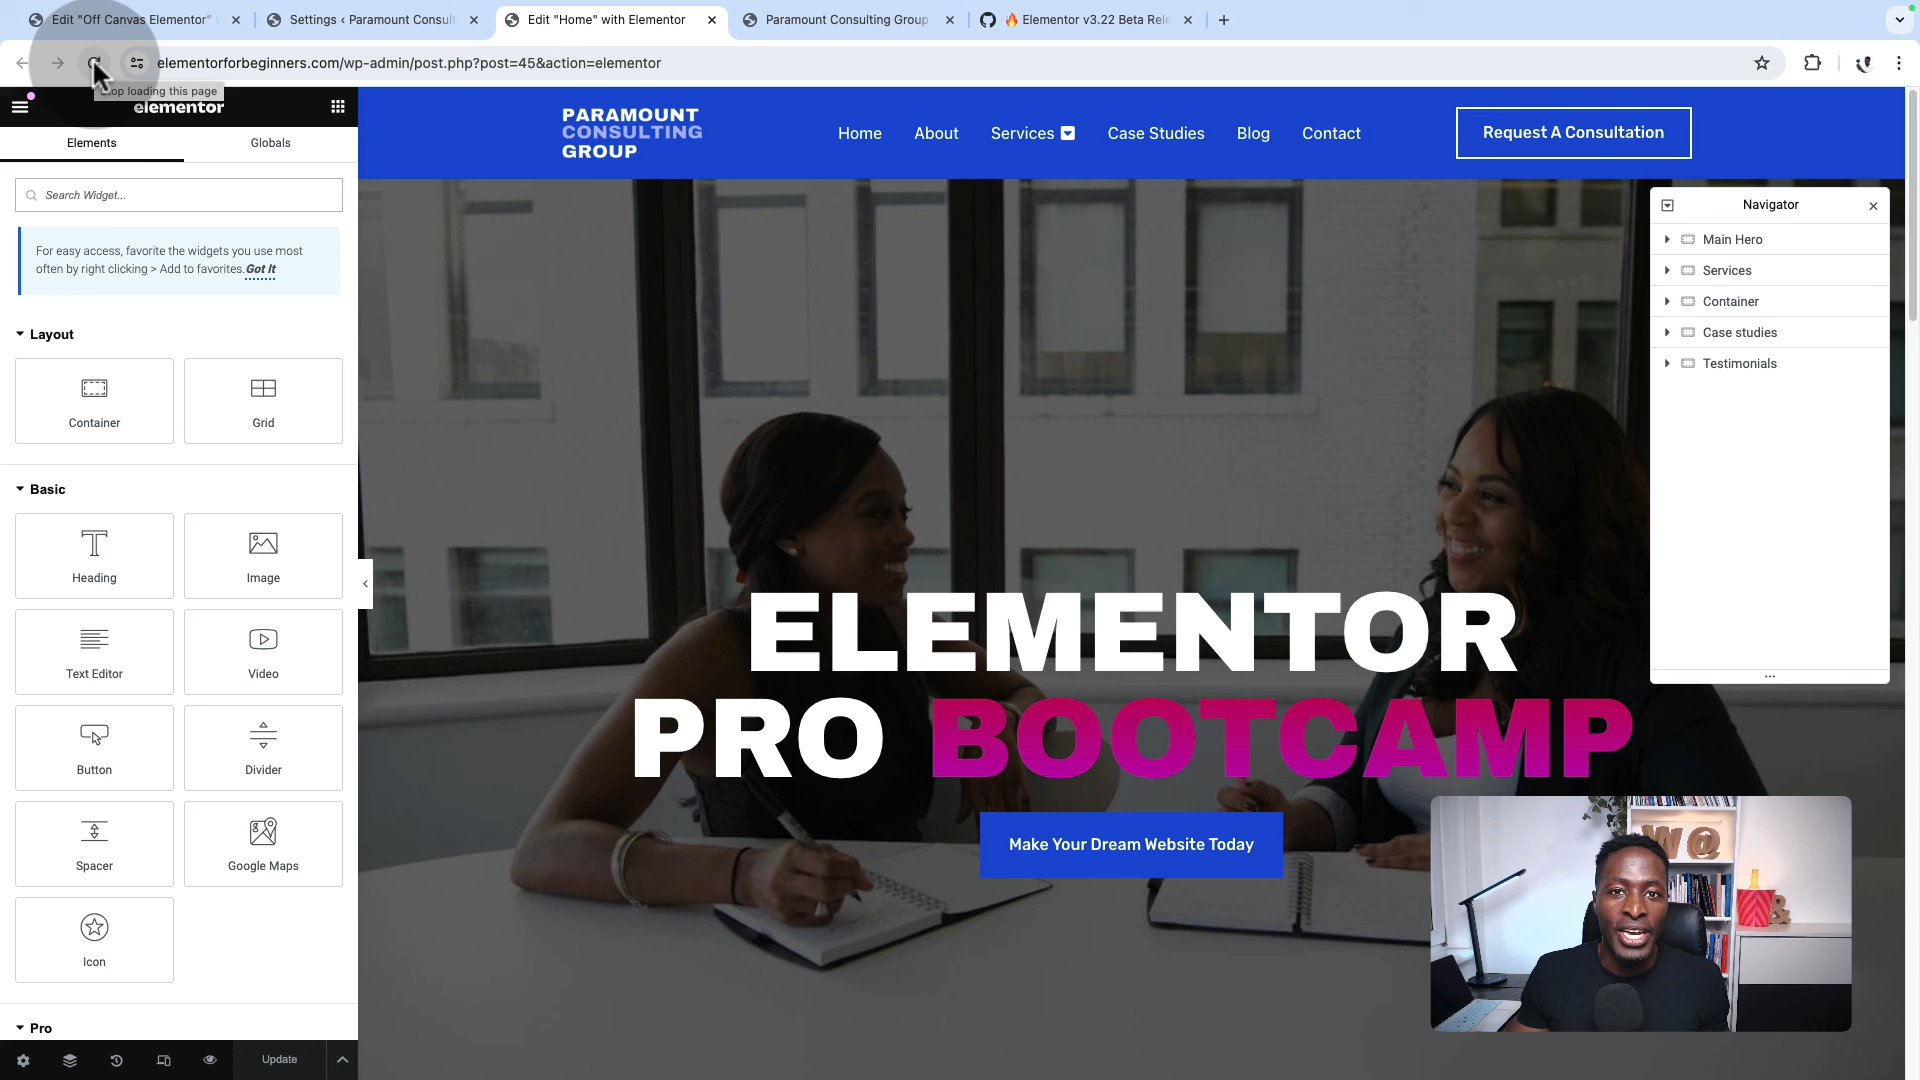 Edit "Off Canvas Elementor"
Settings ‹ Paramount Consult
Edit "Home" with Elementor
Paramount Consulting Group
🔥 Elementor v3.22 Beta Rele
elementorforbeginners.com/wp-admin/post.php?post=45&action=elementor
Stop loading this page
elementor
Elements
Globals
Search Widget...
For easy access, favorite the widgets you use most
often by right clicking > Add to favorites. Got It
Layout
Container
Grid
Basic
Heading
Image
Text Editor
Video
Button
Divider
Spacer
Google Maps
Icon
Pro
Update
PARAMOUNT
CONSULTING
GROUP
Home
About
Services
Case Studies
Blog
Contact
Request A Consultation
Navigator
Main Hero
Services
Container
Case studies
Testimonials
ELEMENTOR
PRO BOOTCAMP
Make Your Dream Website Today
W@
&